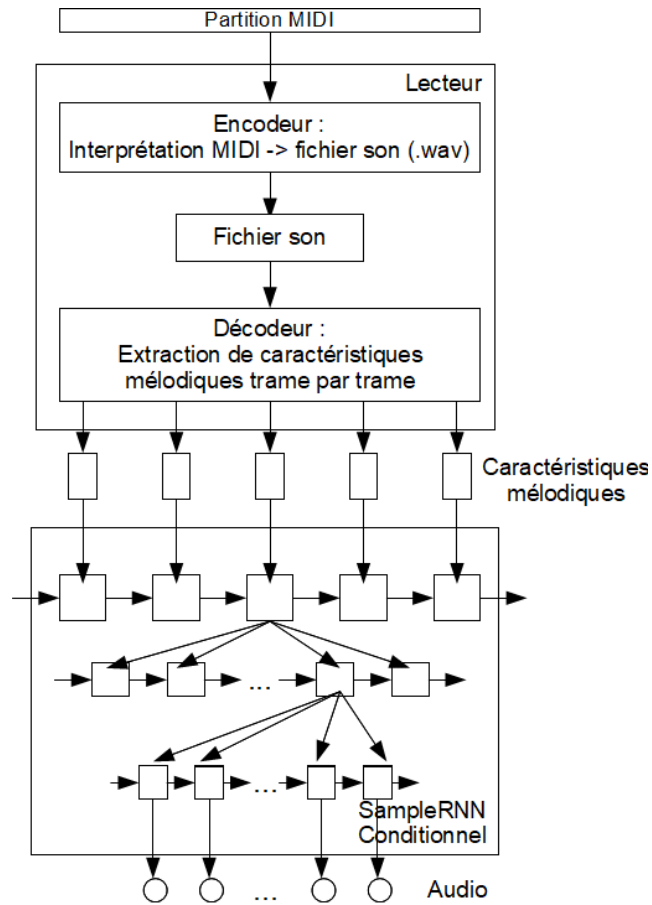 Partition MIDI
Lecteur
Encodeur :
Interprétation MIDI -> fichier son (.wav)
Fichier son
Décodeur :
Extraction de caractéristiques
mélodiques trame par trame
Caractéristiques
mélodiques
...
...
SampleRNN
Conditionnel
...
Audio